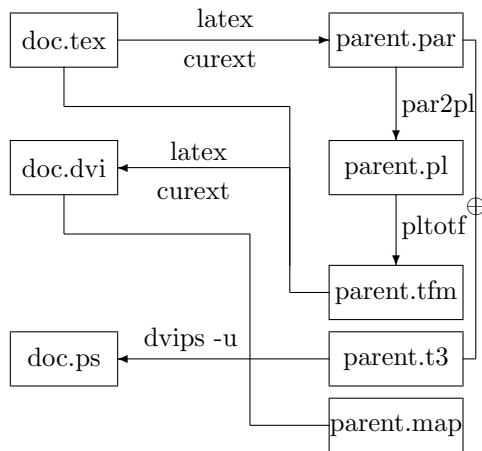 doc.tex
latex
curext
parent.par
par2pl
doc.dvi
latex
curext
parent.pl
pltotf
⊕
parent.tfm
doc.ps
dvips -u
parent.t3
parent.map